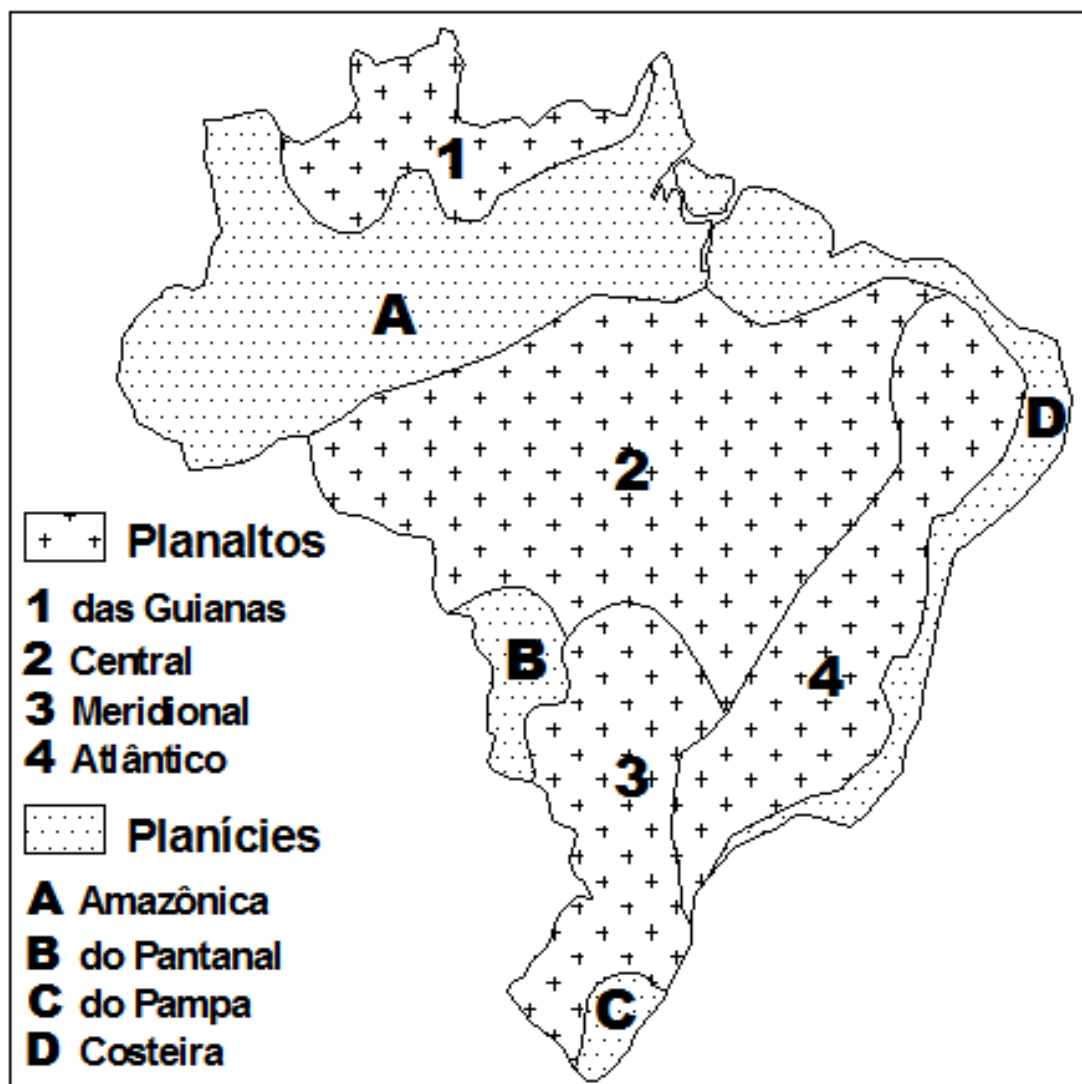 1
A
D
2
B
4
3
C
Planaltos
1 das Guianas
2 Central
3 Meridional
4 Atlântico
Planícies
A Amazônica
B do Pantanal
C do Pampa
D Costeira